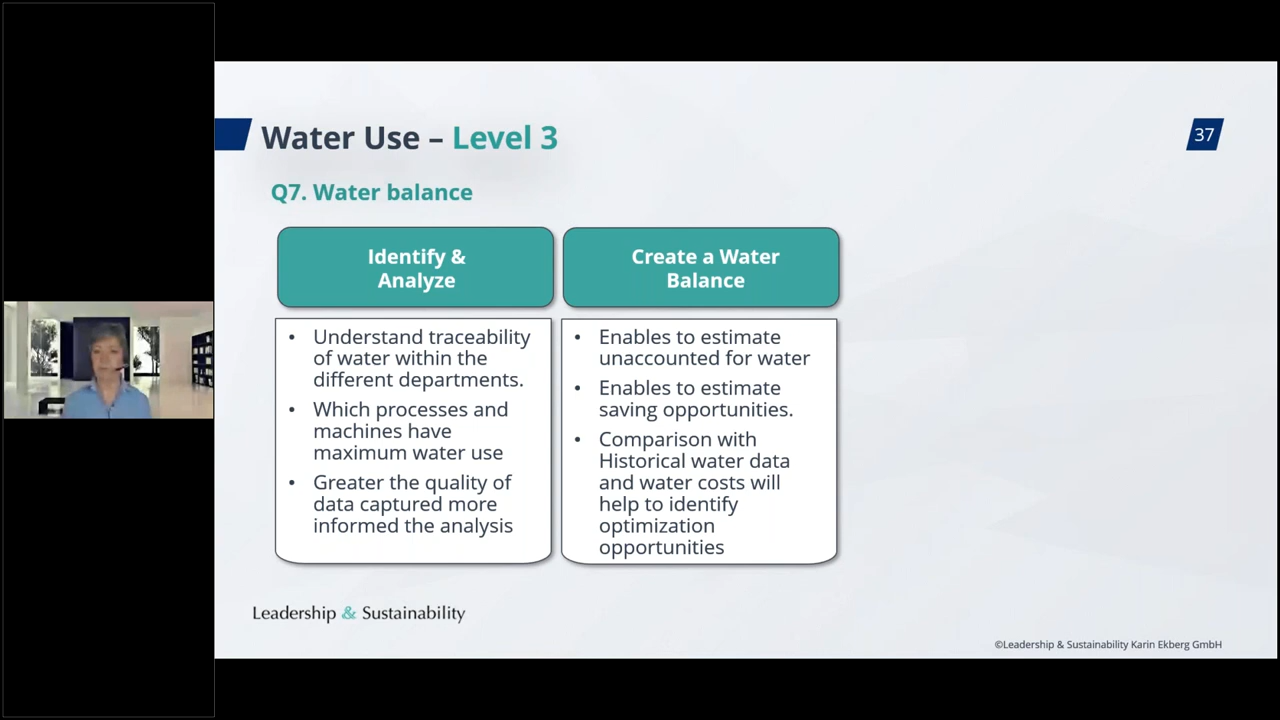 Water Use – Level 3
37
Q7. Water balance
Identify &
Analyze
• Understand traceability
of water within the
different departments.
• Which processes and
machines have
maximum water use
• Greater the quality of
data captured more
informed the analysis
Create a Water
Balance
• Enables to estimate
unaccounted for water
• Enables to estimate
saving opportunities.
• Comparison with
Historical water data
and water costs will
help to identify
optimization
opportunities
Leadership & Sustainability
©Leadership & Sustainability Karin Ekberg GmbH